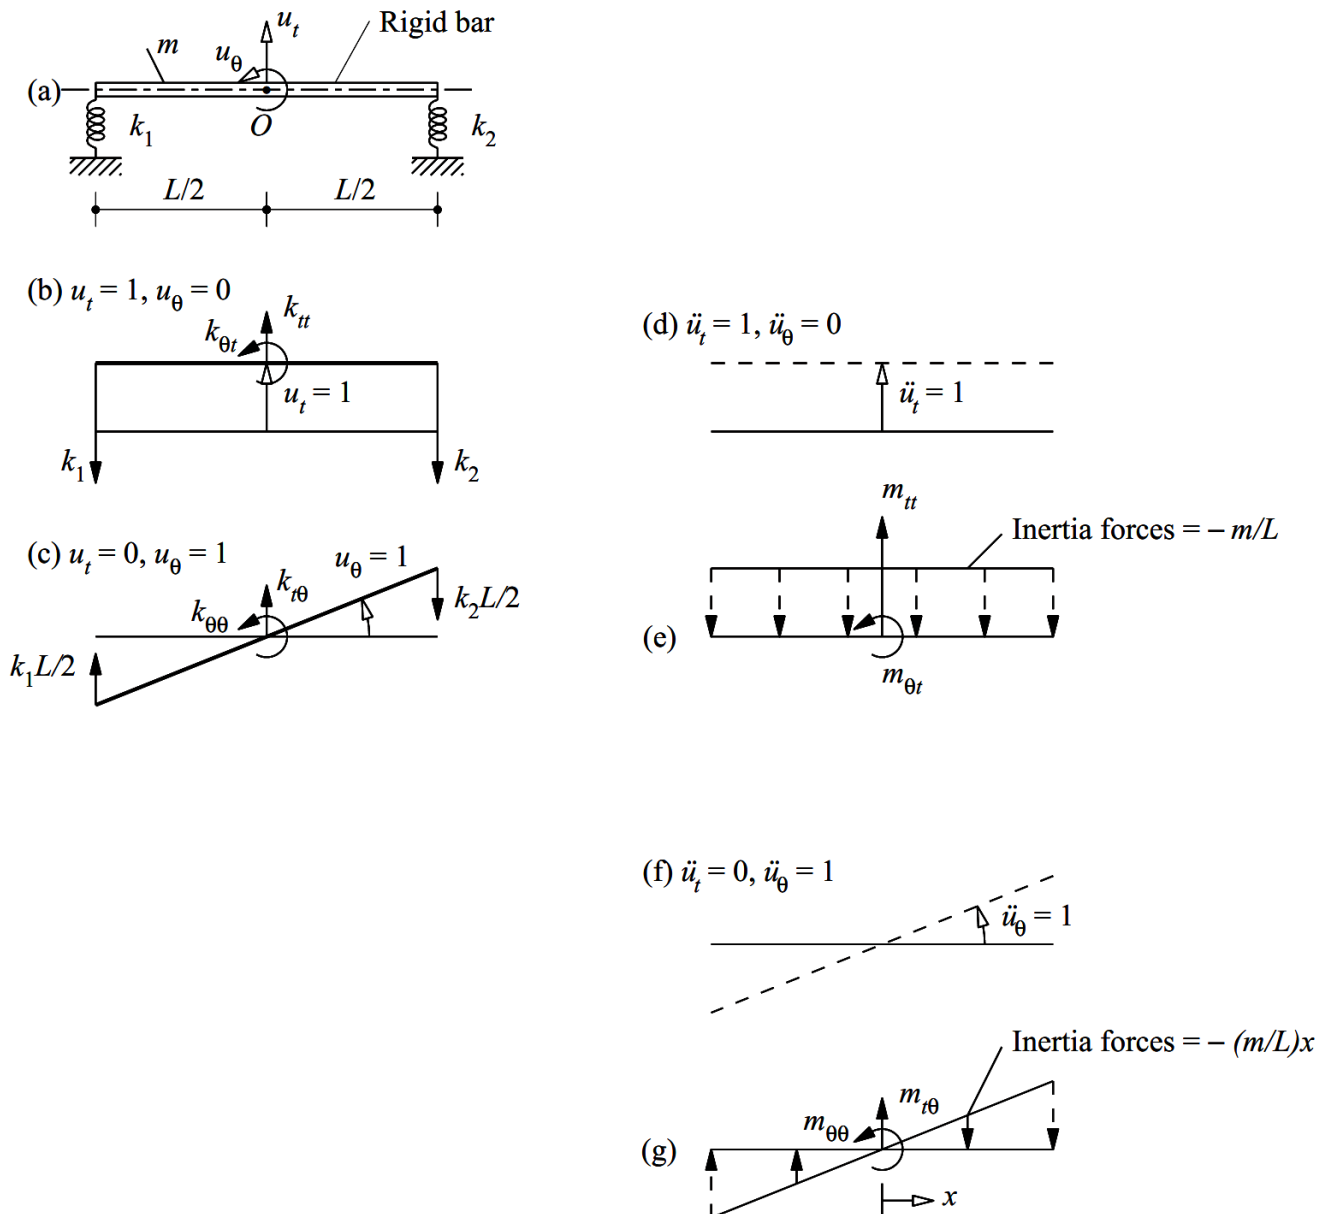 u_t
Rigid bar
m
u_θ
(a)
k_1
O
k_2
L/2
L/2
(b) u_t = 1, u_θ = 0
k_tt
k_θt
u_t = 1
k_1
k_2
(c) u_t = 0, u_θ = 1
u_θ = 1
k_tθ
k_θθ
k_2L/2
k_1L/2
(d) ü_t = 1, ü_θ = 0
ü_t = 1
m_tt
Inertia forces = – m/L
(e)
m_θt
(f) ü_t = 0, ü_θ = 1
ü_θ = 1
Inertia forces = – (m/L)x
m_tθ
m_θθ
(g)
x